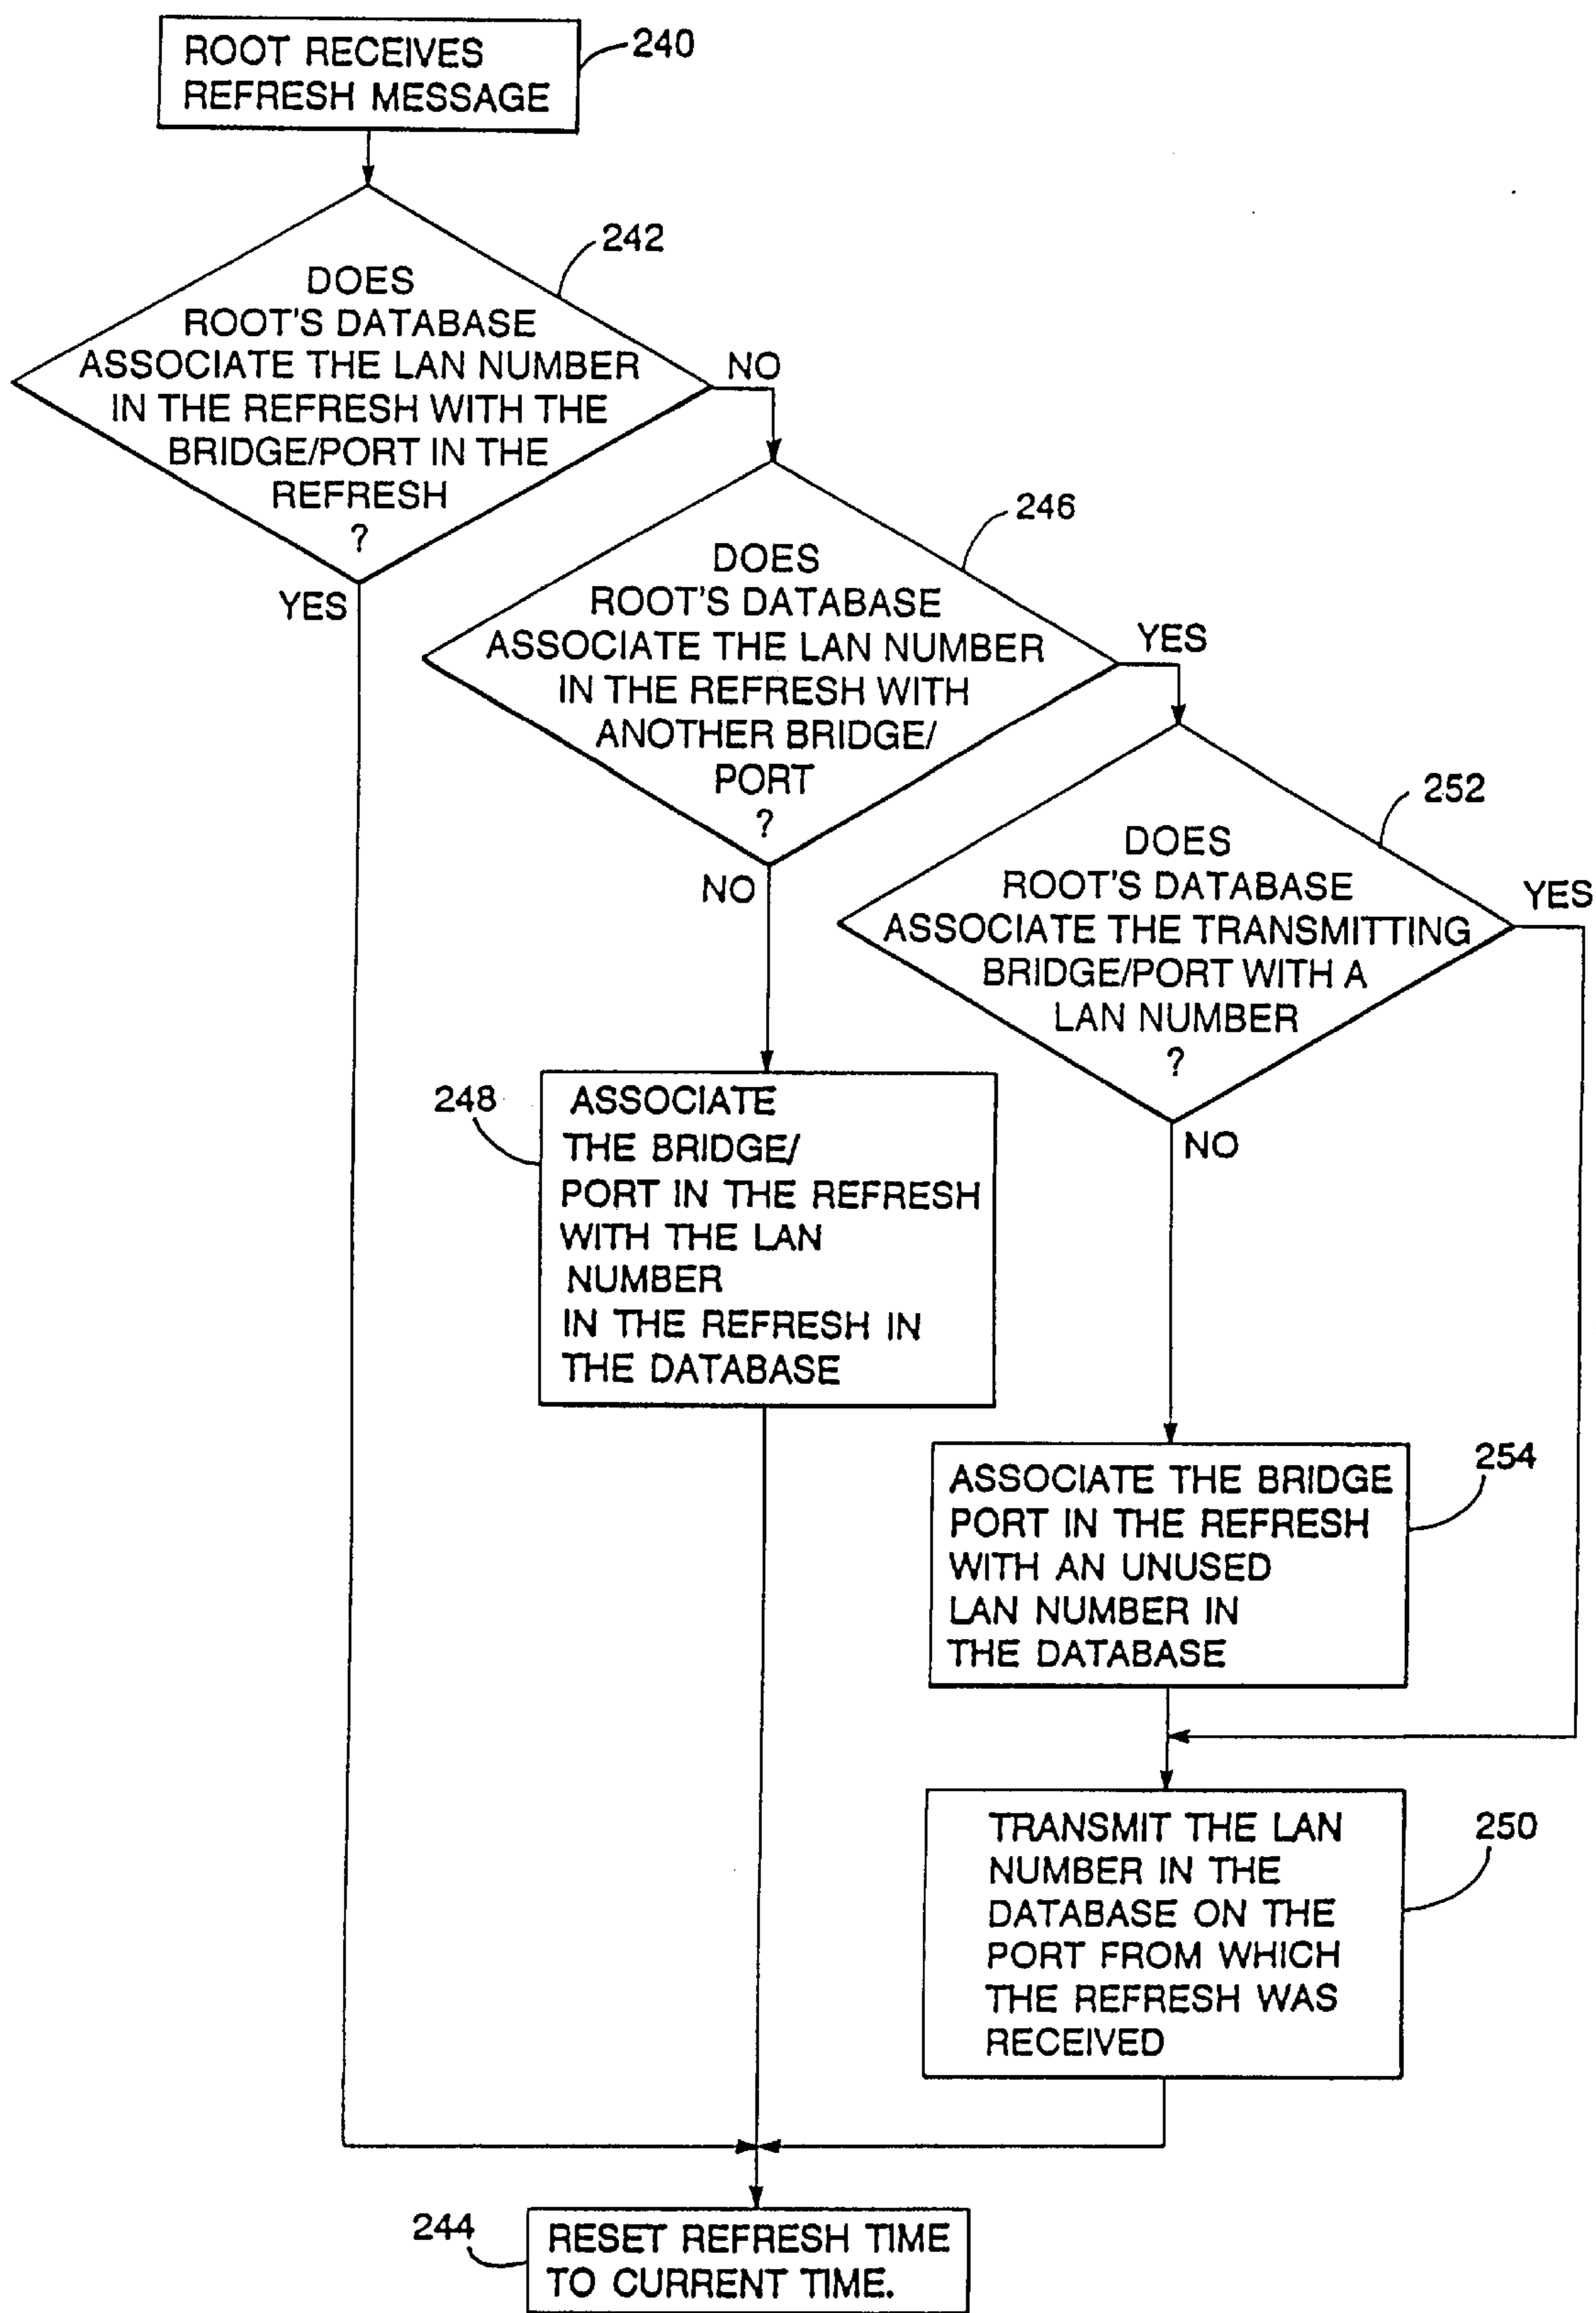 ROOT RECEIVES
REFRESH MESSAGE
240
242
DOES
ROOT'S DATABASE
ASSOCIATE THE LAN NUMBER
IN THE REFRESH WITH THE
BRIDGE/PORT IN THE
REFRESH
?
NO
YES
246
DOES
ROOT'S DATABASE
ASSOCIATE THE LAN NUMBER
IN THE REFRESH WITH
ANOTHER BRIDGE/
PORT
?
YES
NO
252
DOES
ROOT'S DATABASE
ASSOCIATE THE TRANSMITTING
BRIDGE/PORT WITH A
LAN NUMBER
?
YES
NO
248
ASSOCIATE
THE BRIDGE/
PORT IN THE REFRESH
WITH THE LAN
NUMBER
IN THE REFRESH IN
THE DATABASE
254
ASSOCIATE THE BRIDGE
PORT IN THE REFRESH
WITH AN UNUSED
LAN NUMBER IN
THE DATABASE
250
TRANSMIT THE LAN
NUMBER IN THE
DATABASE ON THE
PORT FROM WHICH
THE REFRESH WAS
RECEIVED
244
RESET REFRESH TIME
TO CURRENT TIME.